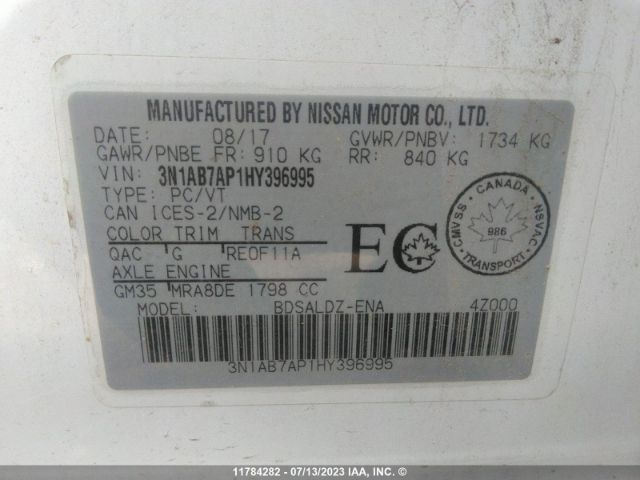 MANUFACTURED BY NISSAN MOTOR CO., LTD.
DATE: 08/17 GVWR/PNBV: 1734 KG
GAWR/PNBE FR: 910 KG RR: 840 KG
VIN: 3N1AB7AP1HY396995
TYPE: PC/VT
CAN ICES-2/NMB-2
COLOR TRIM TRANS
QAC G RE0F11A
AXLE ENGINE
GM35 MRA8DE 1798 CC
EC
CANADA
CMVSS NSVAC
986
TRANSPORT
MODEL: BDSALDZ-ENA 4Z000
3N1AB7AP1HY396995
11784282 - 07/13/2023 IAA, INC. ©